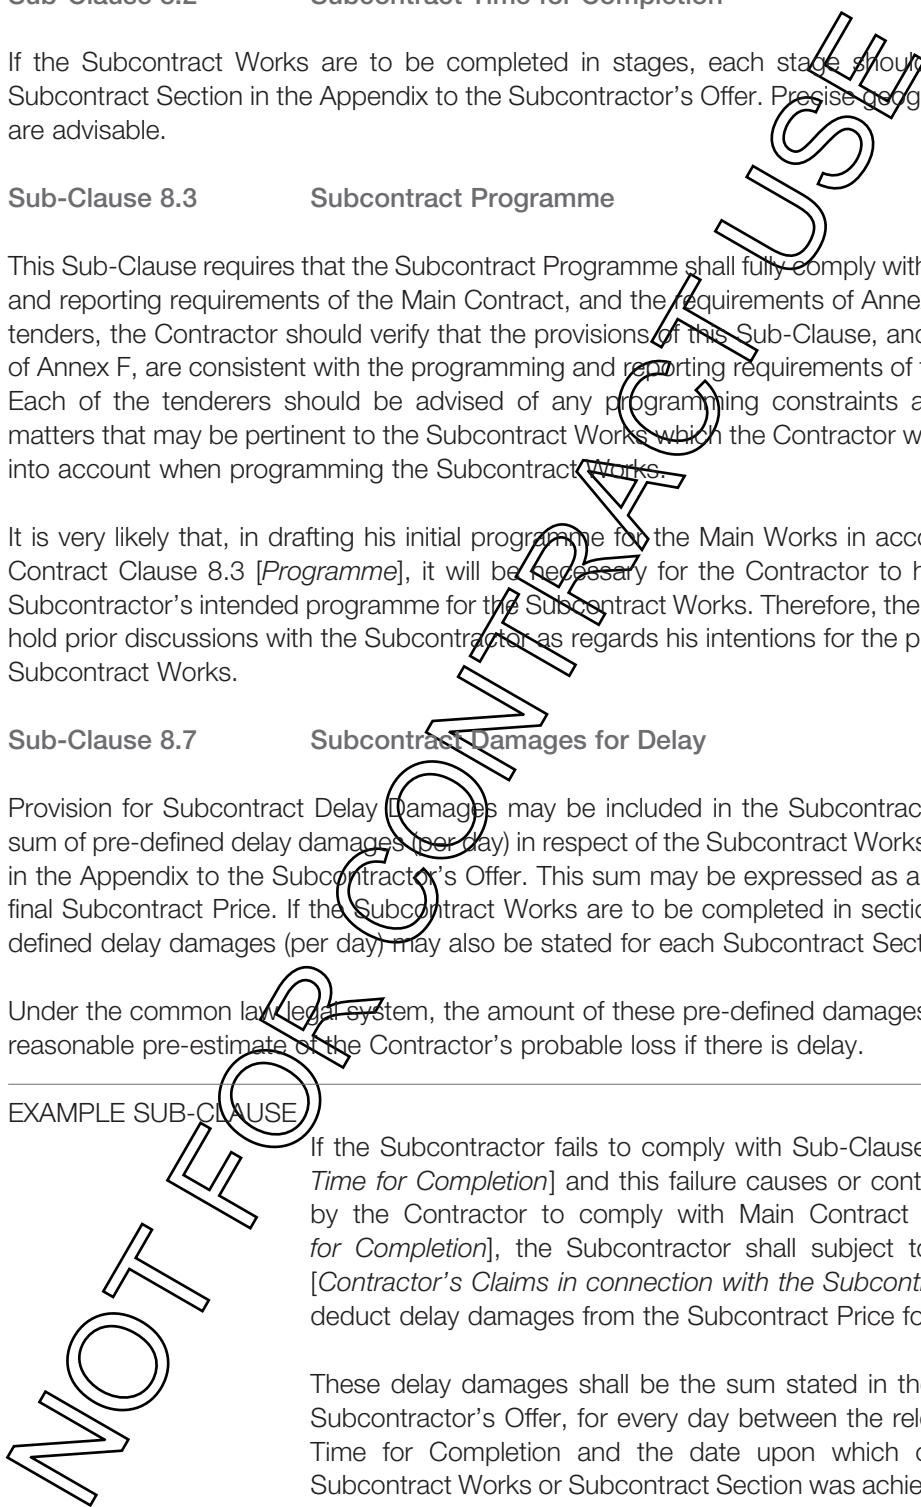 Sub-Clause 8.2 Subcontract Time for Completion
If the Subcontract Works are to be completed in stages, each stage should
Subcontract Section in the Appendix to the Subcontractor's Offer. Precise
are advisable.
Sub-Clause 8.3 Subcontract Programme
This Sub-Clause requires that the Subcontract Programme shall fully comply with
and reporting requirements of the Main Contract, and the requirements of
tenders, the Contractor should verify that the provisions of this Sub-Clause, and
of Annex F, are consistent with the programming and reporting requirements of
Each of the tenderers should be advised of any programming constraints
matters that may be pertinent to the Subcontract Works which the Contractor
into account when programming the Subcontract Works.
It is very likely that, in drafting his initial programme for the Main Works in
Contract Clause 8.3 [Programme], it will be necessary for the Contractor to
Subcontractor's intended programme for the Subcontract Works. Therefore, the
hold prior discussions with the Subcontractor as regards his intentions for the
Subcontract Works.
Sub-Clause 8.7 Subcontract Damages for Delay
Provision for Subcontract Delay Damages may be included in the
sum of pre-defined delay damages (per day) in respect of the Subcontract Works
in the Appendix to the Subcontractor's Offer. This sum may be expressed as a
final Subcontract Price. If the Subcontract Works are to be completed in
defined delay damages (per day) may also be stated for each Subcontract
Under the common law legal system, the amount of these pre-defined damages
reasonable pre-estimate of the Contractor's probable loss if there is delay.
EXAMPLE SUB-CLAUSE
If the Subcontractor fails to comply with Sub-Clause
Time for Completion] and this failure causes or
by the Contractor to comply with Main Contract
for Completion], the Subcontractor shall subject to
[Contractor's Claims in connection with the
deduct delay damages from the Subcontract Price
These delay damages shall be the sum stated in the
Subcontractor's Offer, for every day between the
Time for Completion and the date upon which
Subcontract Works or Subcontract Section was
NOT FOR CONTRACT USE